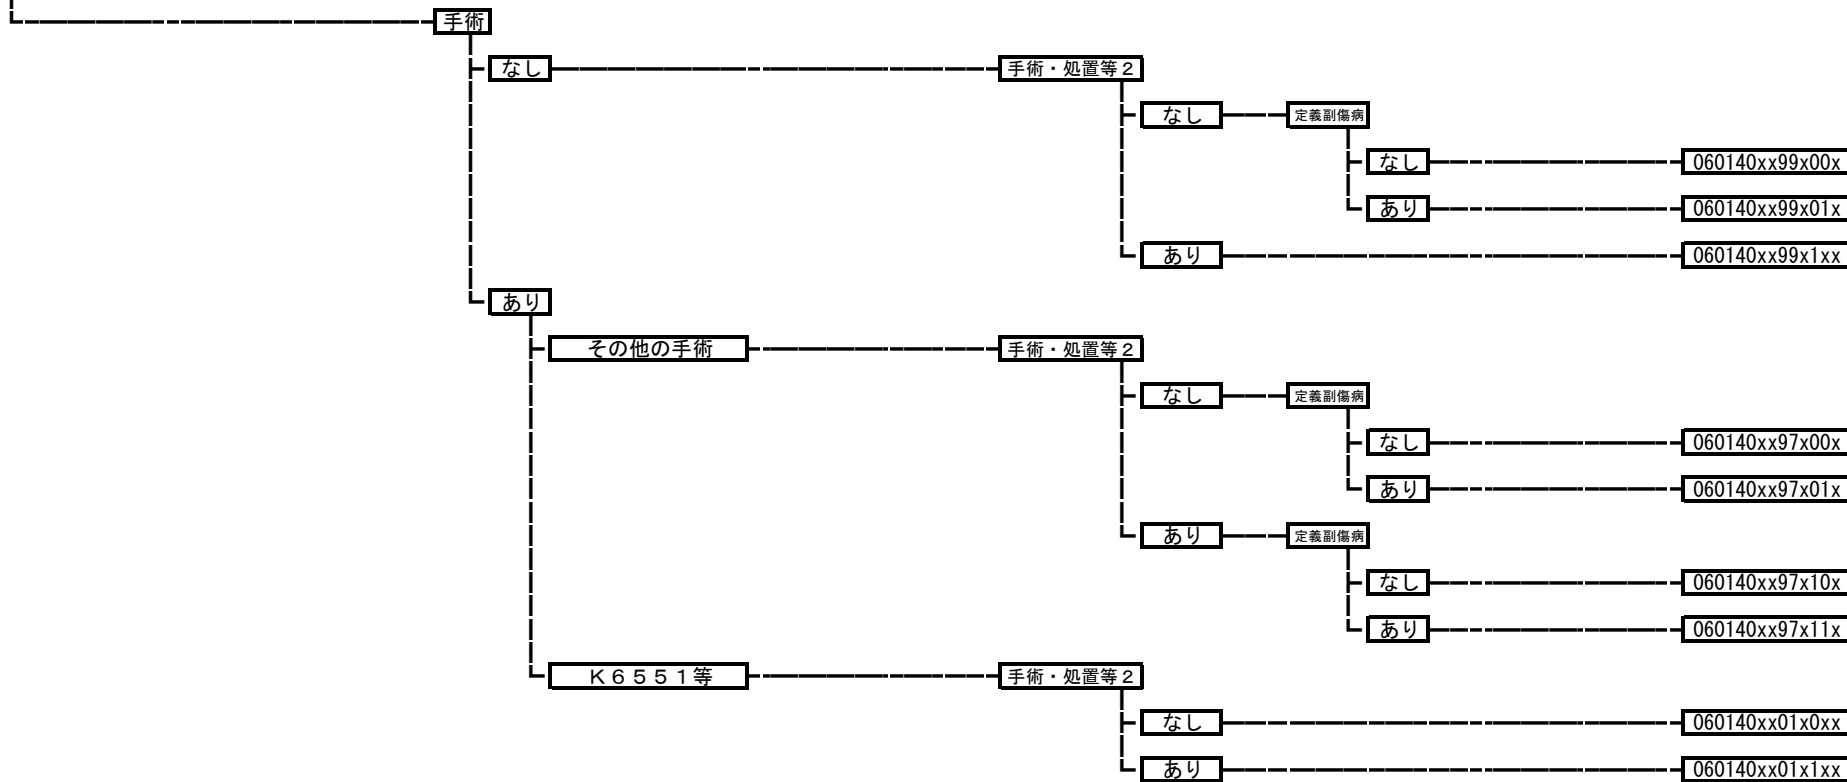 手術
なし
手術・処置等２
なし
定義副傷病
なし
060140xx99x00x
あり
060140xx99x01x
あり
060140xx99x1xx
あり
その他の手術
手術・処置等２
なし
定義副傷病
なし
060140xx97x00x
あり
060140xx97x01x
あり
定義副傷病
なし
060140xx97x10x
あり
060140xx97x11x
Ｋ６５５１等
手術・処置等２
なし
060140xx01x0xx
あり
060140xx01x1xx